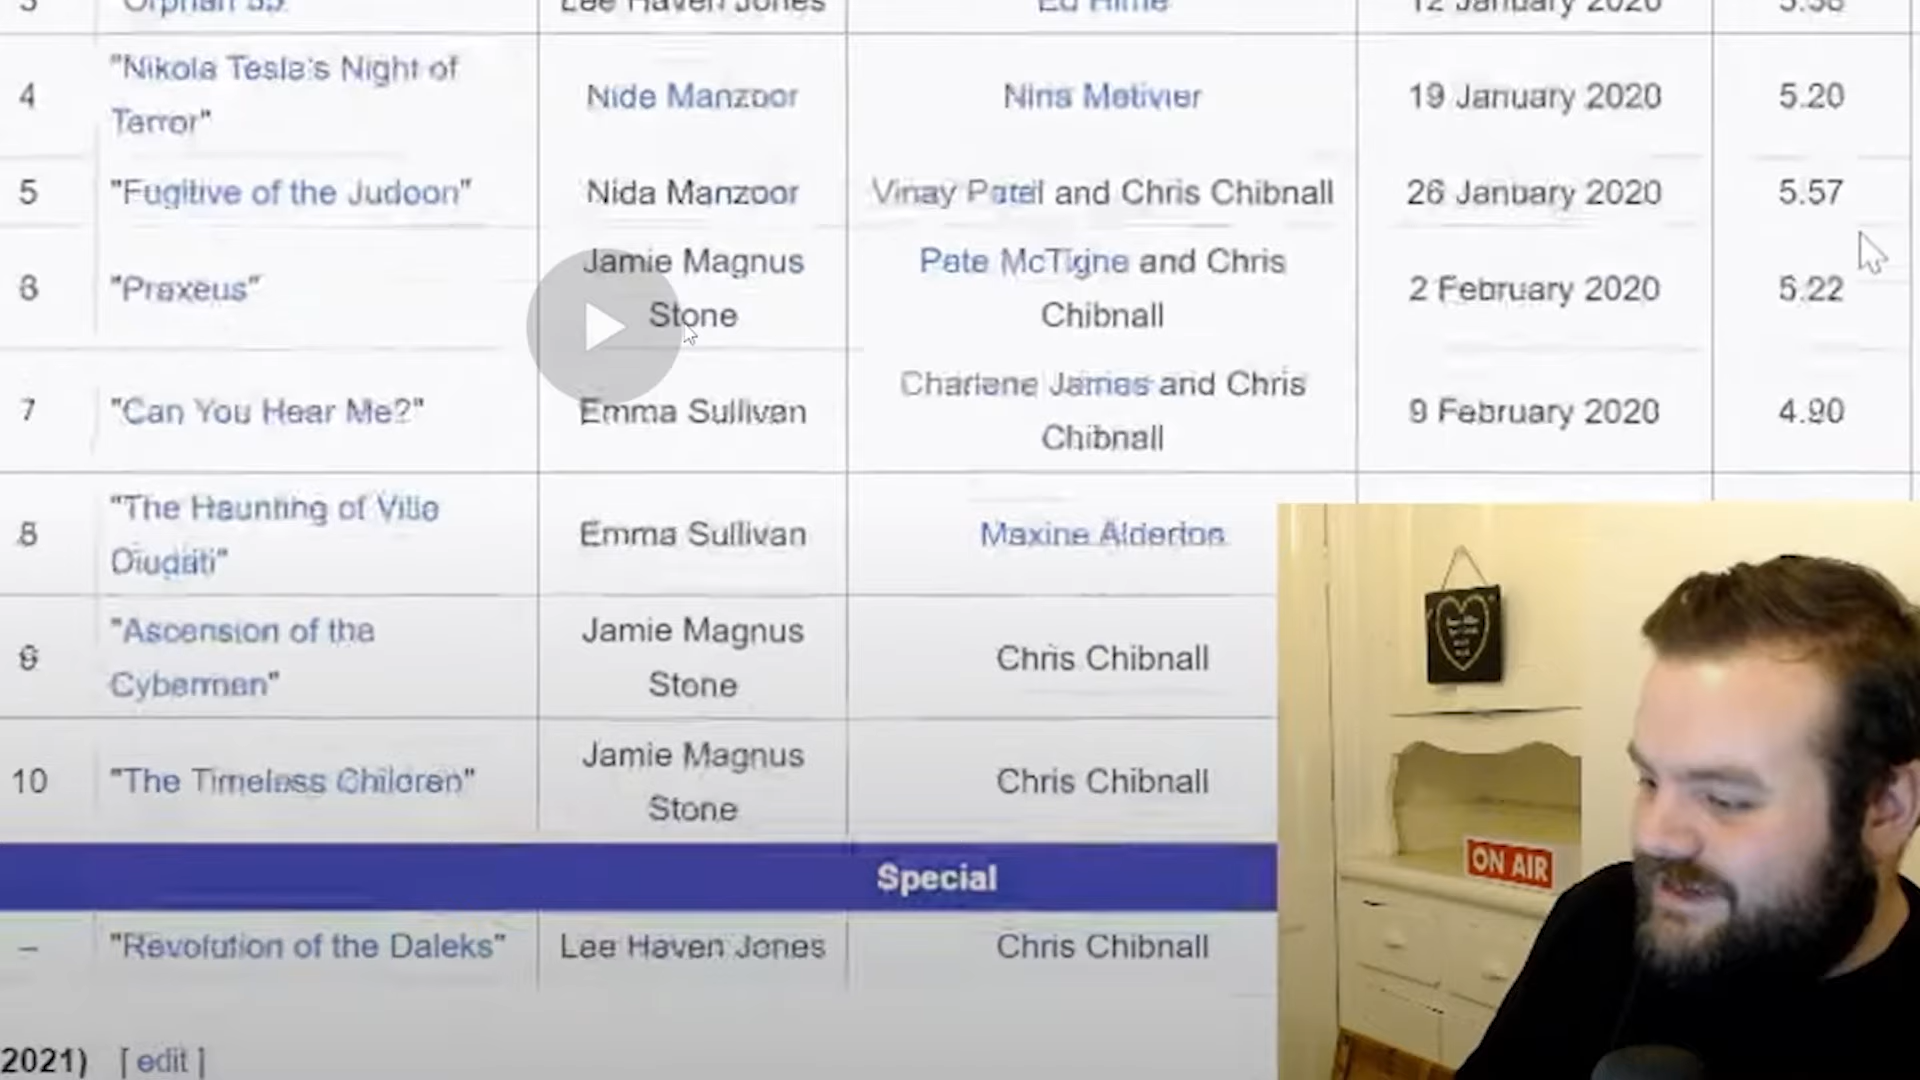 3 "Orphan 55" Lee Haven Jones Ed Hime 12 January 2020 5.38
"Nikola Tesla's Night of
4 Nida Manzoor Nina Metivier 19 January 2020 5.20
Terror"
5 "Fugitive of the Judoon" Nida Manzoor Vinay Patel and Chris Chibnall 26 January 2020 5.57
Jamie Magnus Pete McTighe and Chris
6 "Praxeus" 2 February 2020 5.22
Stone Chibnall
Charlene James and Chris
7 "Can You Hear Me?" Emma Sullivan 9 February 2020 4.90
Chibnall
"The Haunting of Villa
8 Emma Sullivan Maxine Alderton
Diodati"
"Ascension of the Jamie Magnus
9 Chris Chibnall
Cybermen" Stone
Jamie Magnus
10 "The Timeless Children" Chris Chibnall
Stone
Special
– "Revolution of the Daleks" Lee Haven Jones Chris Chibnall
2021) [ edit ]
ON AIR